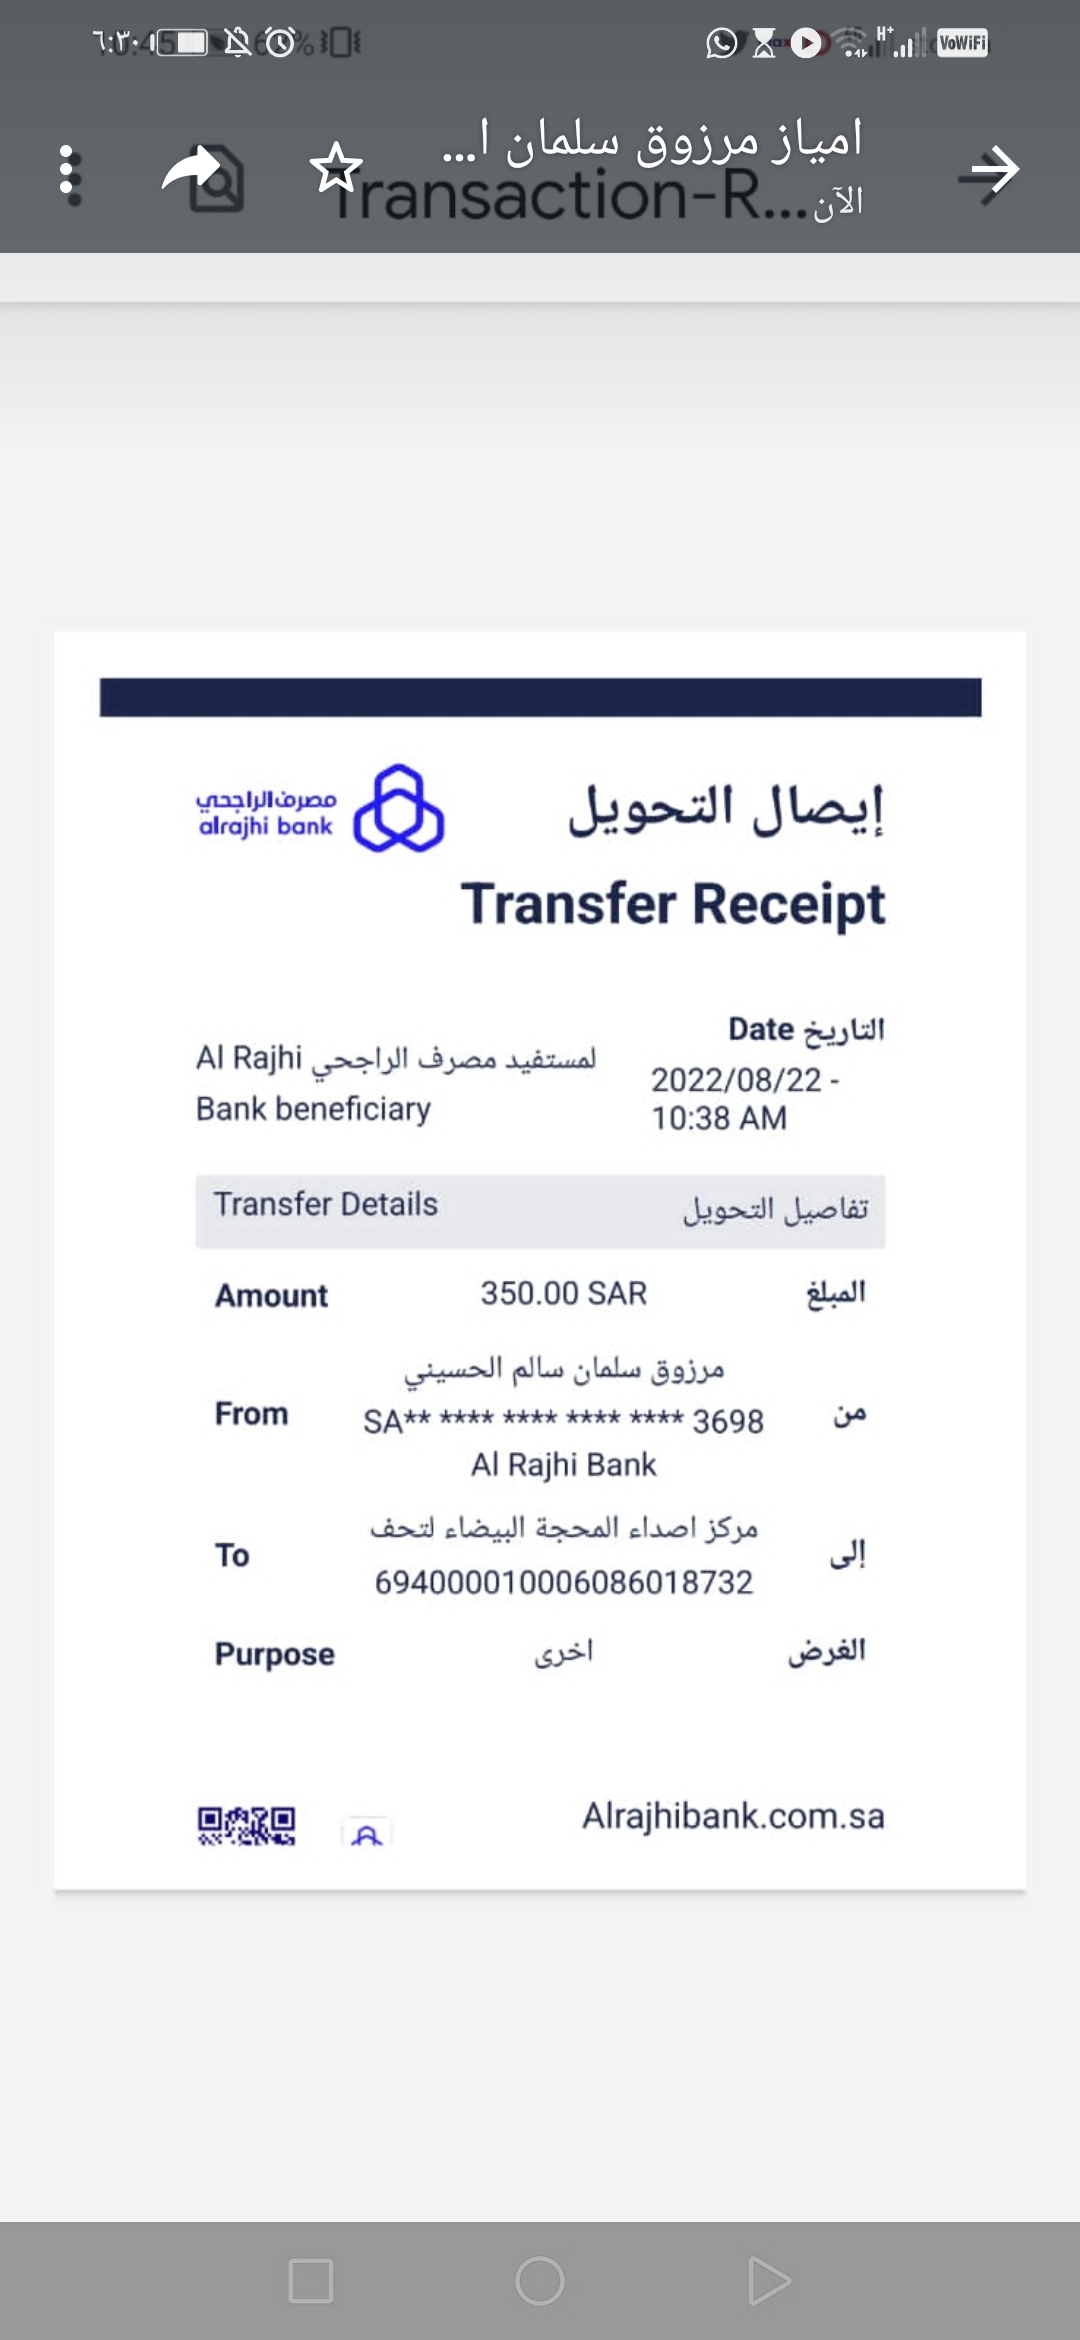 ٦:٣٠
VoWiFi
امياز مرزوق سلمان ا...
الآن
Transaction-R...
مصرف الراجحي
alrajhi bank
إيصال التحويل
Transfer Receipt
التاريخ Date
2022/08/22 -
10:38 AM
لمستفيد مصرف الراجحي Al Rajhi
Bank beneficiary
Transfer Details تفاصيل التحويل
Amount 350.00 SAR المبلغ
مرزوق سلمان سالم الحسيني
From SA** **** **** **** **** 3698 من
Al Rajhi Bank
مركز اصداء المحجة البيضاء لتحف
To إلى
694000010006086018732
Purpose اخرى الغرض
Alrajhibank.com.sa